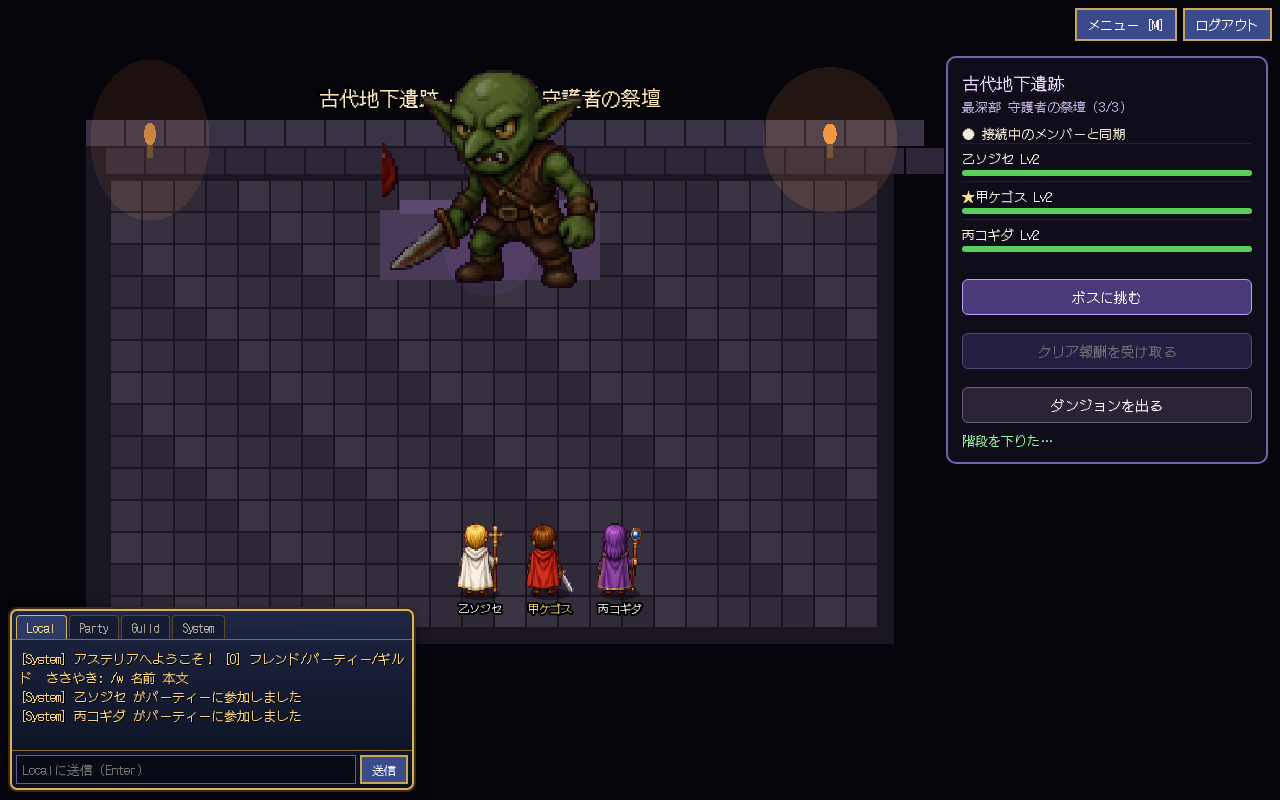 メニュー [M]
ログアウト
古代地下遺跡 · 守護者の祭壇
古代地下遺跡
最深部 守護者の祭壇 (3/3)
● 接続中のメンバーと同期
乙ソジセ Lv2
★甲ケゴス Lv2
丙コギダ Lv2
ボスに挑む
クリア報酬を受け取る
ダンジョンを出る
階段を下りた…
乙ソジセ
甲ケゴス
丙コギダ
Local
Party
Guild
System
[System] アステリアへようこそ！ [O] フレンド/パーティー/ギル
ド ささやき: /w 名前 本文
[System] 乙ソジセ がパーティーに参加しました
[System] 丙コギダ がパーティーに参加しました
Localに送信 (Enter)
送信